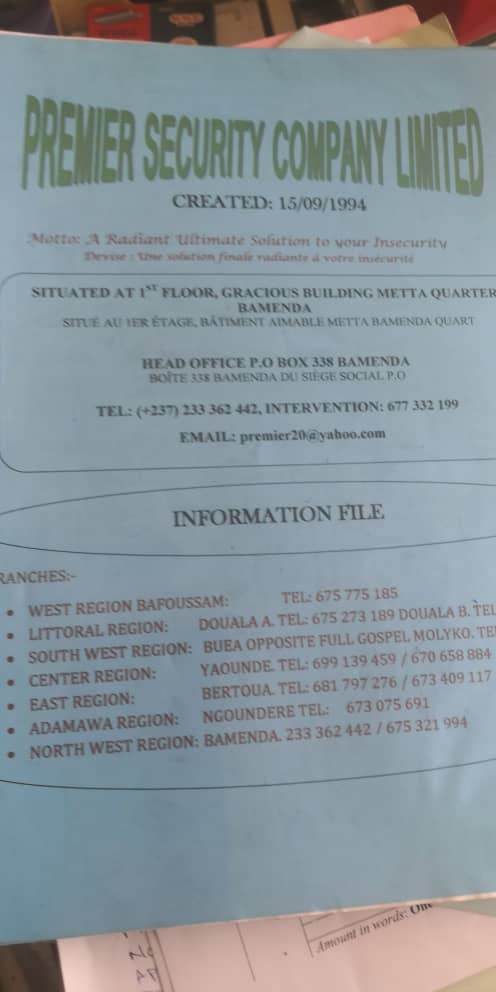 PREMIER SECURITY COMPANY LIMITED
CREATED: 15/09/1994
Motto: A Radiant Ultimate Solution to your Insecurity
Devise : Une solution finale radiante á votre insécurité
SITUATED AT 1ST FLOOR, GRACIOUS BUILDING METTA QUARTER
BAMENDA
SITUÉ AU 1ER ÉTAGE, BÂTIMENT AIMABLE METTA BAMENDA QUART
HEAD OFFICE P.O BOX 338 BAMENDA
BOÎTE 338 BAMENDA DU SIÈGE SOCIAL P.O
TEL: (+237) 233 362 442, INTERVENTION: 677 332 199
EMAIL: premier20@yahoo.com
INFORMATION FILE
RANCHES:-
• WEST REGION BAFOUSSAM: TEL: 675 775 185
• LITTORAL REGION: DOUALA A. TEL: 675 273 189 DOUALA B. TEL
• SOUTH WEST REGION: BUEA OPPOSITE FULL GOSPEL MOLYKO. TE
• CENTER REGION: YAOUNDE. TEL: 699 139 459 / 670 658 884
• EAST REGION: BERTOUA. TEL: 681 797 276 / 673 409 117
• ADAMAWA REGION: NGOUNDERE TEL: 673 075 691
• NORTH WEST REGION: BAMENDA. 233 362 442 / 675 321 994
Amount in words: